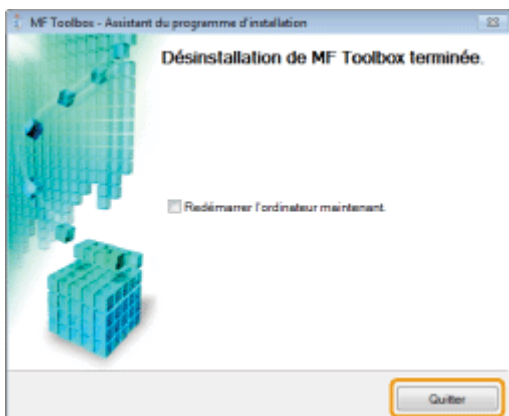 MF Toolbox - Assistant du programme d'installation
Désinstallation de MF Toolbox terminée.
Redémarrer l'ordinateur maintenant.
Quitter